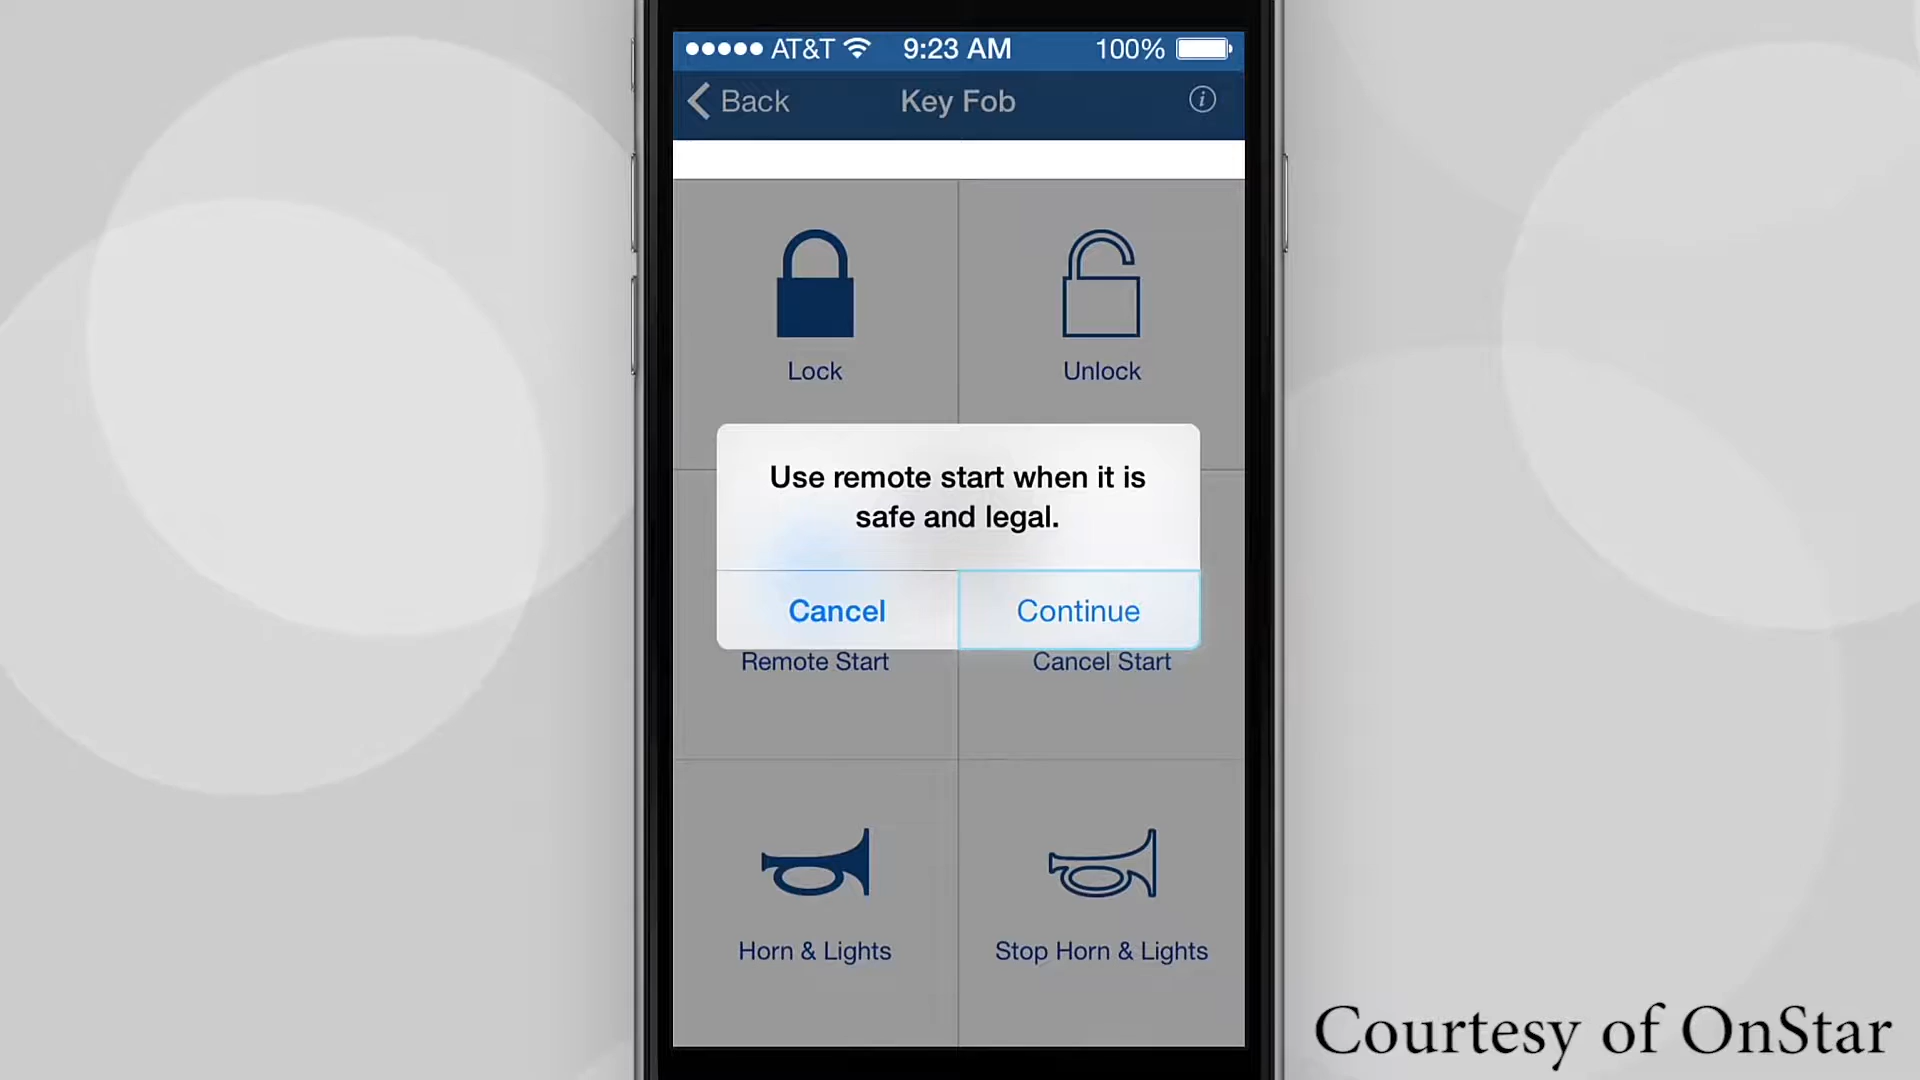 AT&T 9:23 AM 100%
Back Key Fob
Lock Unlock
Use remote start when it is
safe and legal.
Cancel Continue
Remote Start Cancel Start
Horn & Lights Stop Horn & Lights
Courtesy of OnStar